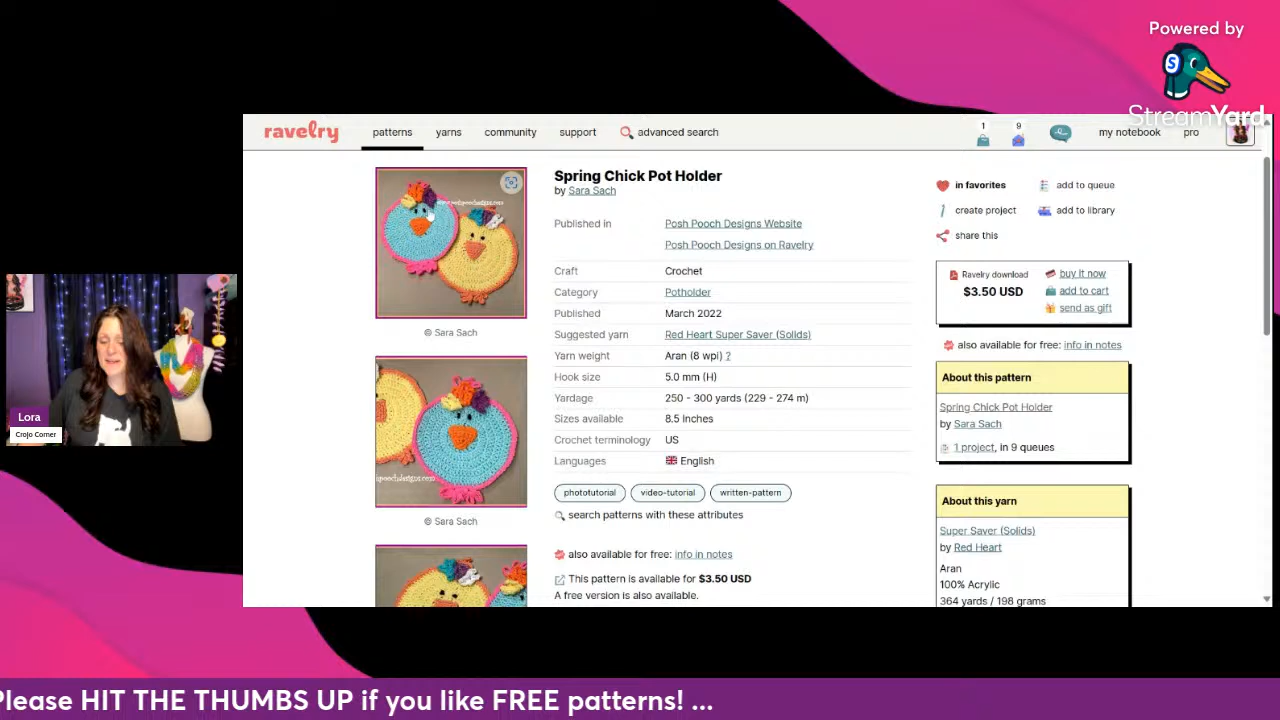 Powered by
StreamYard
ravelry
patterns
yarns
community
support
advanced search
1
9
my notebook
pro
Spring Chick Pot Holder
by Sara Sach
Published in
Posh Pooch Designs Website
Posh Pooch Designs on Ravelry
Craft
Crochet
Category
Potholder
Published
March 2022
Suggested yarn
Red Heart Super Saver (Solids)
Yarn weight
Aran (8 wpi) ?
Hook size
5.0 mm (H)
Yardage
250 - 300 yards (229 - 274 m)
Sizes available
8.5 Inches
Crochet terminology
US
Languages
English
phototutorial
video-tutorial
written-pattern
search patterns with these attributes
also available for free: info in notes
This pattern is available for $3.50 USD
A free version is also available.
© Sara Sach
© Sara Sach
in favorites
add to queue
create project
add to library
share this
Ravelry download
$3.50 USD
buy it now
add to cart
send as gift
also available for free: info in notes
About this pattern
Spring Chick Pot Holder
by Sara Sach
1 project, in 9 queues
About this yarn
Super Saver (Solids)
by Red Heart
Aran
100% Acrylic
364 yards / 198 grams
Lora
Crojo Corner
Please HIT THE THUMBS UP if you like FREE patterns! ...